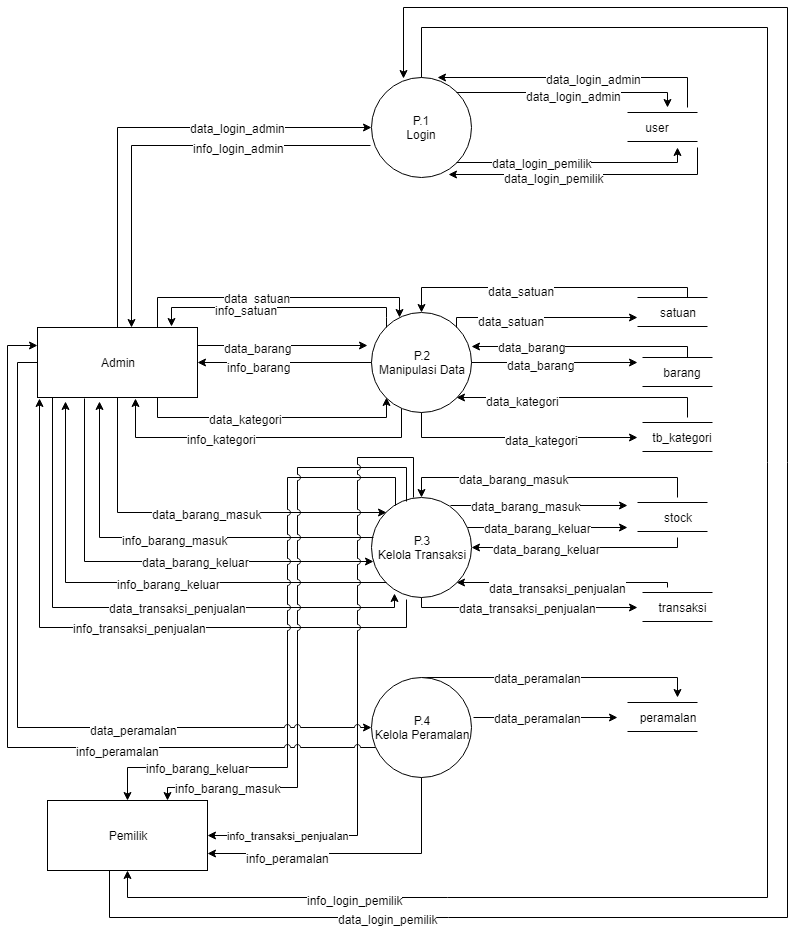 data_login_admin
data_login_admin
P.1
Login
user
data_login_admin
info_login_admin
data_login_pemilik
data_login_pemilik
data_satuan
data_satuan
info_satuan
satuan
data_satuan
Admin
data_barang
info_barang
P.2
Manipulasi Data
data_barang
data_barang
barang
data_kategori
data_kategori
info_kategori
data_kategori
tb_kategori
data_barang_masuk
data_barang_masuk
data_barang_masuk
stock
data_barang_keluar
info_barang_masuk
P.3
Kelola Transaksi
data_barang_keluar
data_barang_keluar
info_barang_keluar
data_transaksi_penjualan
data_transaksi_penjualan
data_transaksi_penjualan
transaksi
info_transaksi_penjualan
data_peramalan
P.4
Kelola Peramalan
data_peramalan
peramalan
data_peramalan
info_peramalan
info_barang_keluar
info_barang_masuk
Pemilik
info_transaksi_penjualan
info_peramalan
info_login_pemilik
data_login_pemilik